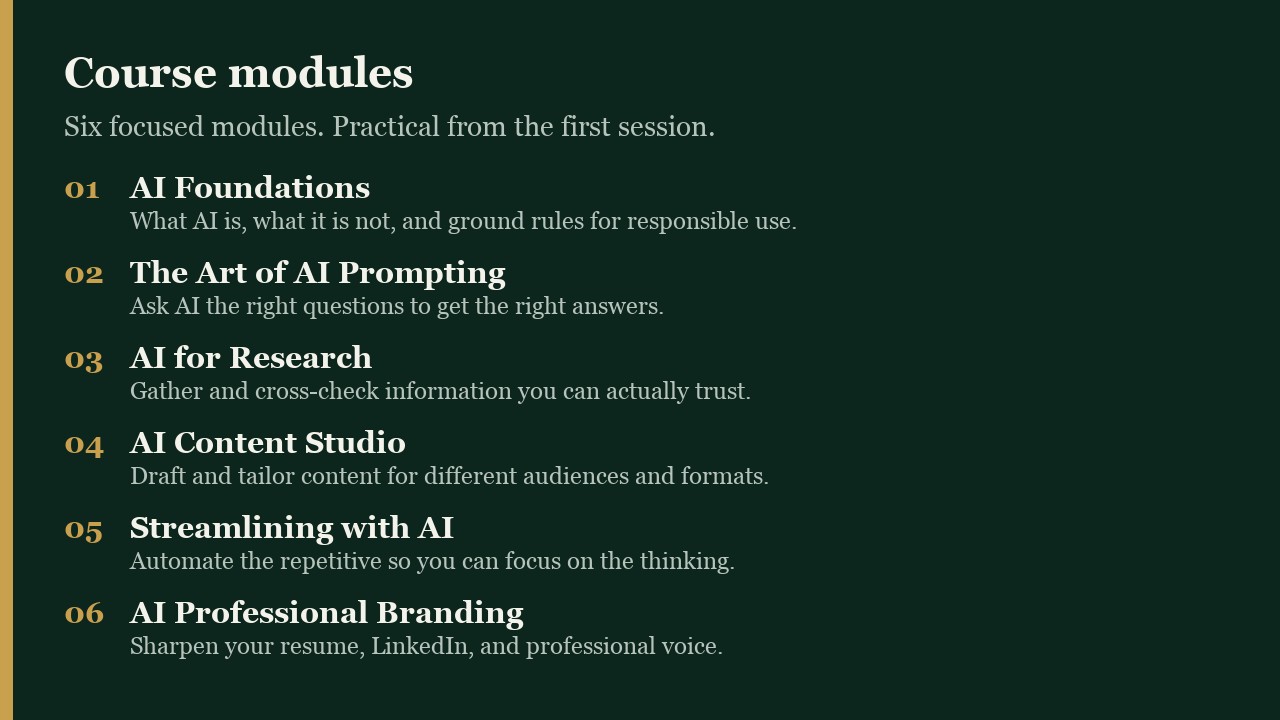 Course modules
Six focused modules. Practical from the first session.
01 AI Foundations
What AI is, what it is not, and ground rules for responsible use.
02 The Art of AI Prompting
Ask AI the right questions to get the right answers.
03 AI for Research
Gather and cross-check information you can actually trust.
04 AI Content Studio
Draft and tailor content for different audiences and formats.
05 Streamlining with AI
Automate the repetitive so you can focus on the thinking.
06 AI Professional Branding
Sharpen your resume, LinkedIn, and professional voice.